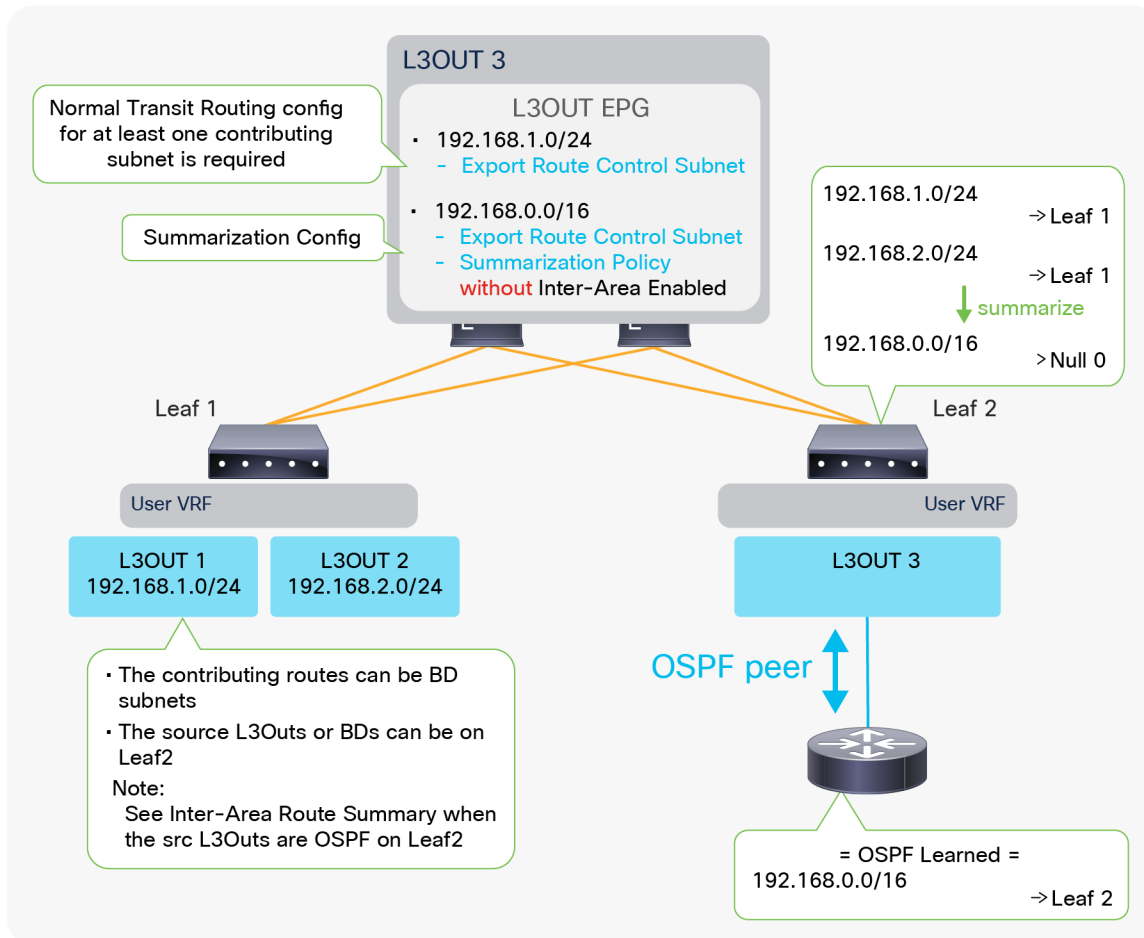 L3OUT 3
Normal Transit Routing config
for at least one contributing
subnet is required
L3OUT EPG
· 192.168.1.0/24
- Export Route Control Subnet
· 192.168.0.0/16
- Export Route Control Subnet
- Summarization Policy
without Inter-Area Enabled
Summarization Config
192.168.1.0/24
→ Leaf 1
192.168.2.0/24
→ Leaf 1
summarize
192.168.0.0/16
> Null 0
Leaf 1
Leaf 2
User VRF
User VRF
L3OUT 1
192.168.1.0/24
L3OUT 2
192.168.2.0/24
L3OUT 3
· The contributing routes can be BD
subnets
· The source L3Outs or BDs can be on
Leaf2
Note:
See Inter-Area Route Summary when
the src L3Outs are OSPF on Leaf2
OSPF peer
= OSPF Learned =
192.168.0.0/16
→ Leaf 2